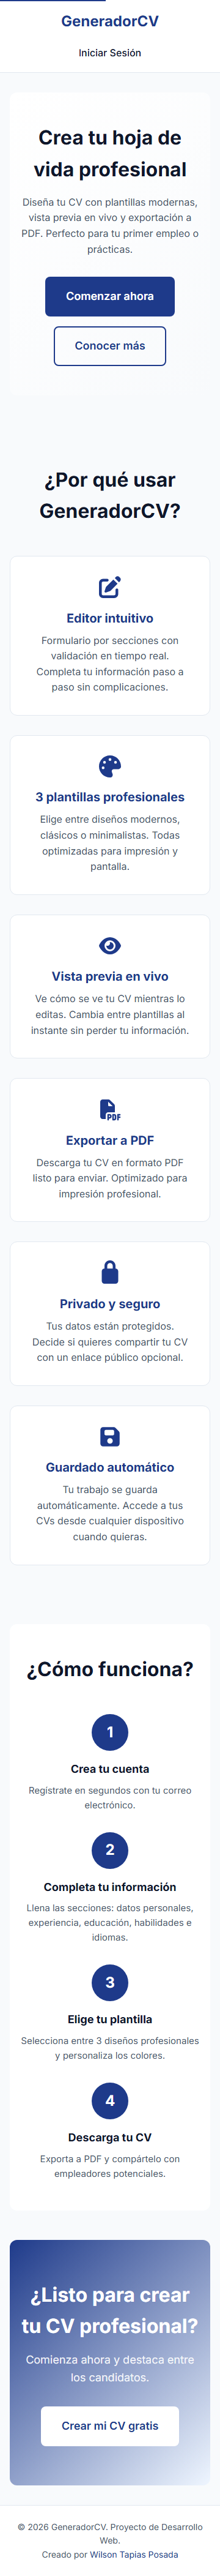 GeneradorCV
Iniciar Sesión
Crea tu hoja de
vida profesional
Diseña tu CV con plantillas modernas,
vista previa en vivo y exportación a
PDF. Perfecto para tu primer empleo o
prácticas.
Comenzar ahora
Conocer más
¿Por qué usar
GeneradorCV?
Editor intuitivo
Formulario por secciones con
validación en tiempo real.
Completa tu información paso a
paso sin complicaciones.
3 plantillas profesionales
Elige entre diseños modernos,
clásicos o minimalistas. Todas
optimizadas para impresión y
pantalla.
Vista previa en vivo
Ve cómo se ve tu CV mientras lo
editas. Cambia entre plantillas al
instante sin perder tu información.
PDF
Exportar a PDF
Descarga tu CV en formato PDF
listo para enviar. Optimizado para
impresión profesional.
Privado y seguro
Tus datos están protegidos.
Decide si quieres compartir tu CV
con un enlace público opcional.
Guardado automático
Tu trabajo se guarda
automáticamente. Accede a tus
CVs desde cualquier dispositivo
cuando quieras.
¿Cómo funciona?
1
Crea tu cuenta
Regístrate en segundos con tu correo
electrónico.
2
Completa tu información
Llena las secciones: datos personales,
experiencia, educación, habilidades e
idiomas.
3
Elige tu plantilla
Selecciona entre 3 diseños profesionales
y personaliza los colores.
4
Descarga tu CV
Exporta a PDF y compártelo con
empleadores potenciales.
¿Listo para crear
tu CV profesional?
Comienza ahora y destaca entre
los candidatos.
Crear mi CV gratis
© 2026 GeneradorCV. Proyecto de Desarrollo
Web.
Creado por Wilson Tapias Posada